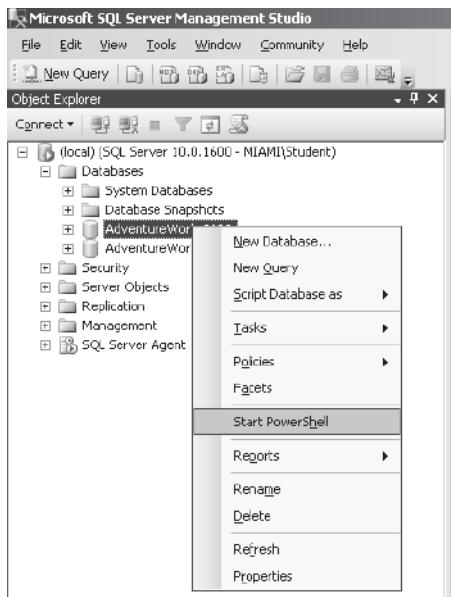 Microsoft SQL Server Management Studio
File Edit View Tools Window Community Help
New Query
Object Explorer
Connect
(local) (SQL Server 10.0.1600 - MIAMI\Student)
Databases
System Databases
Database Snapshots
AdventureWor
AdventureWor
Security
Server Objects
Replication
Management
SQL Server Agent
New Database...
New Query
Script Database as
Tasks
Policies
Facets
Start PowerShell
Reports
Rename
Delete
Refresh
Properties